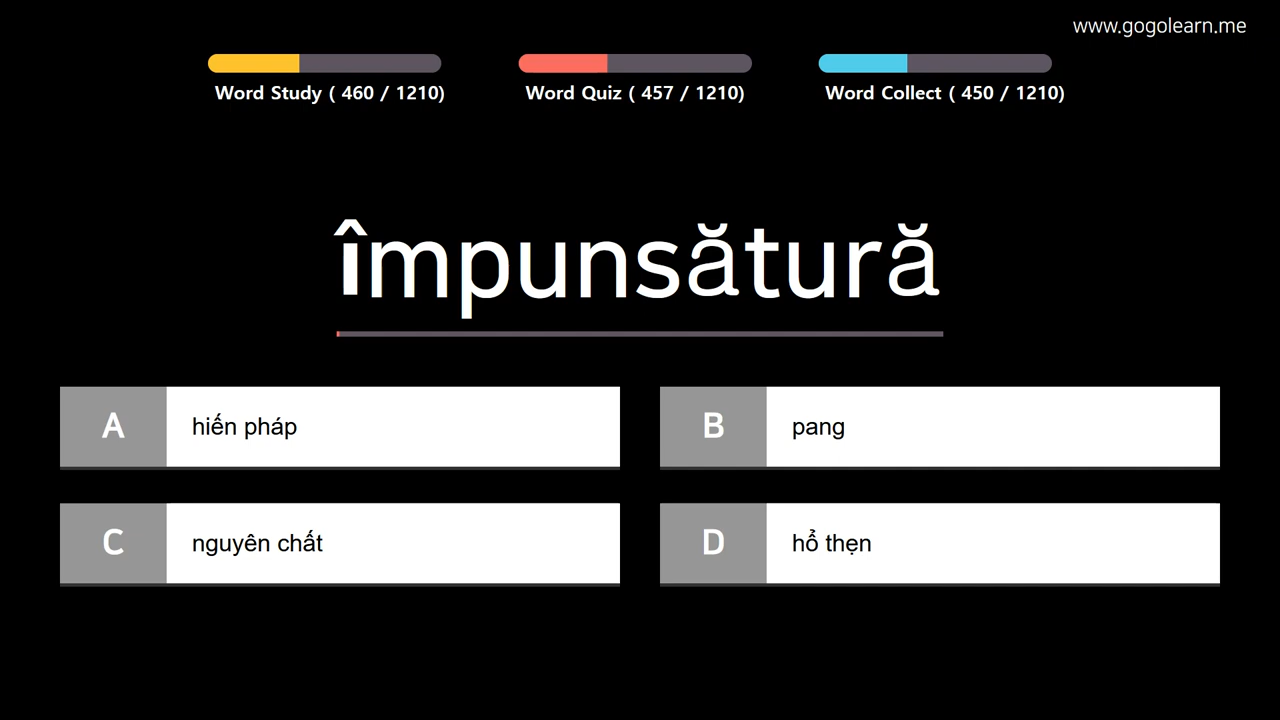 www.gogolearn.me
Word Study ( 460 / 1210)
Word Quiz ( 457 / 1210)
Word Collect ( 450 / 1210)
împunsătură
A hiến pháp
B pang
C nguyên chất
D hổ thẹn